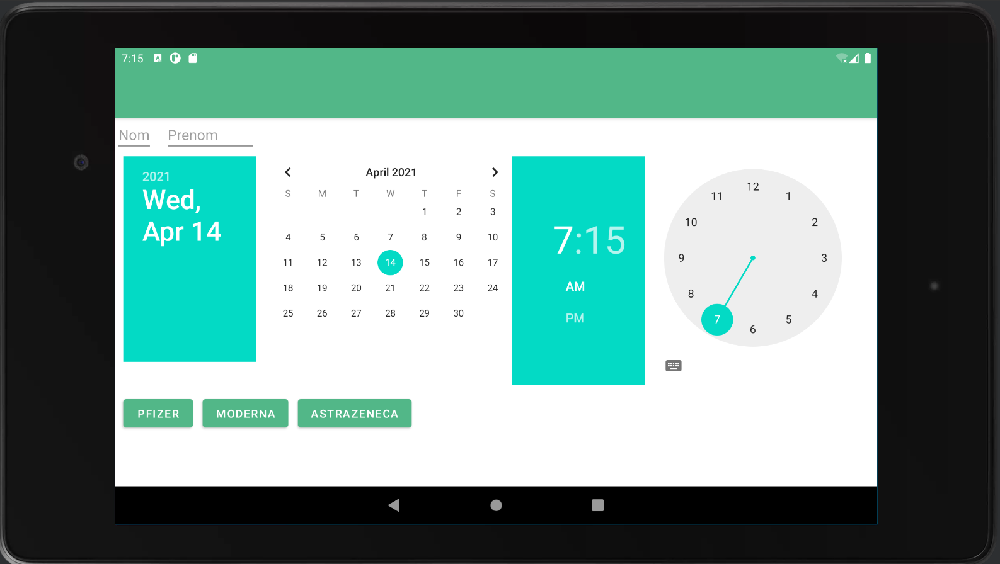 7:15
Nom Prenom
2021
Wed,
Apr 14
April 2021
S M T W T F S
1 2 3
4 5 6 7 8 9 10
11 12 13 14 15 16 17
18 19 20 21 22 23 24
25 26 27 28 29 30
7:15
AM
PM
12
11 1
10 2
9 3
8 4
7 5
6
PFIZER MODERNA ASTRAZENECA